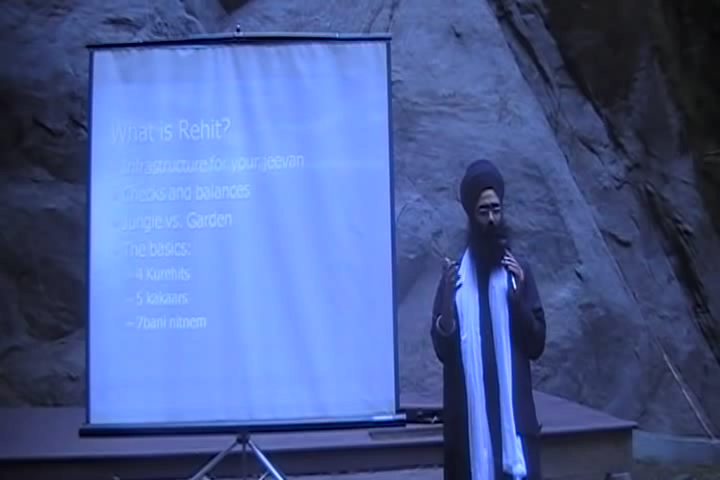 What is Rehit?
Infrastructure for your jeevan
Checks and balances
Jungle vs. Garden
The basics:
– 4 Kurehits
– 5 kakaars
– 7bani nitnem